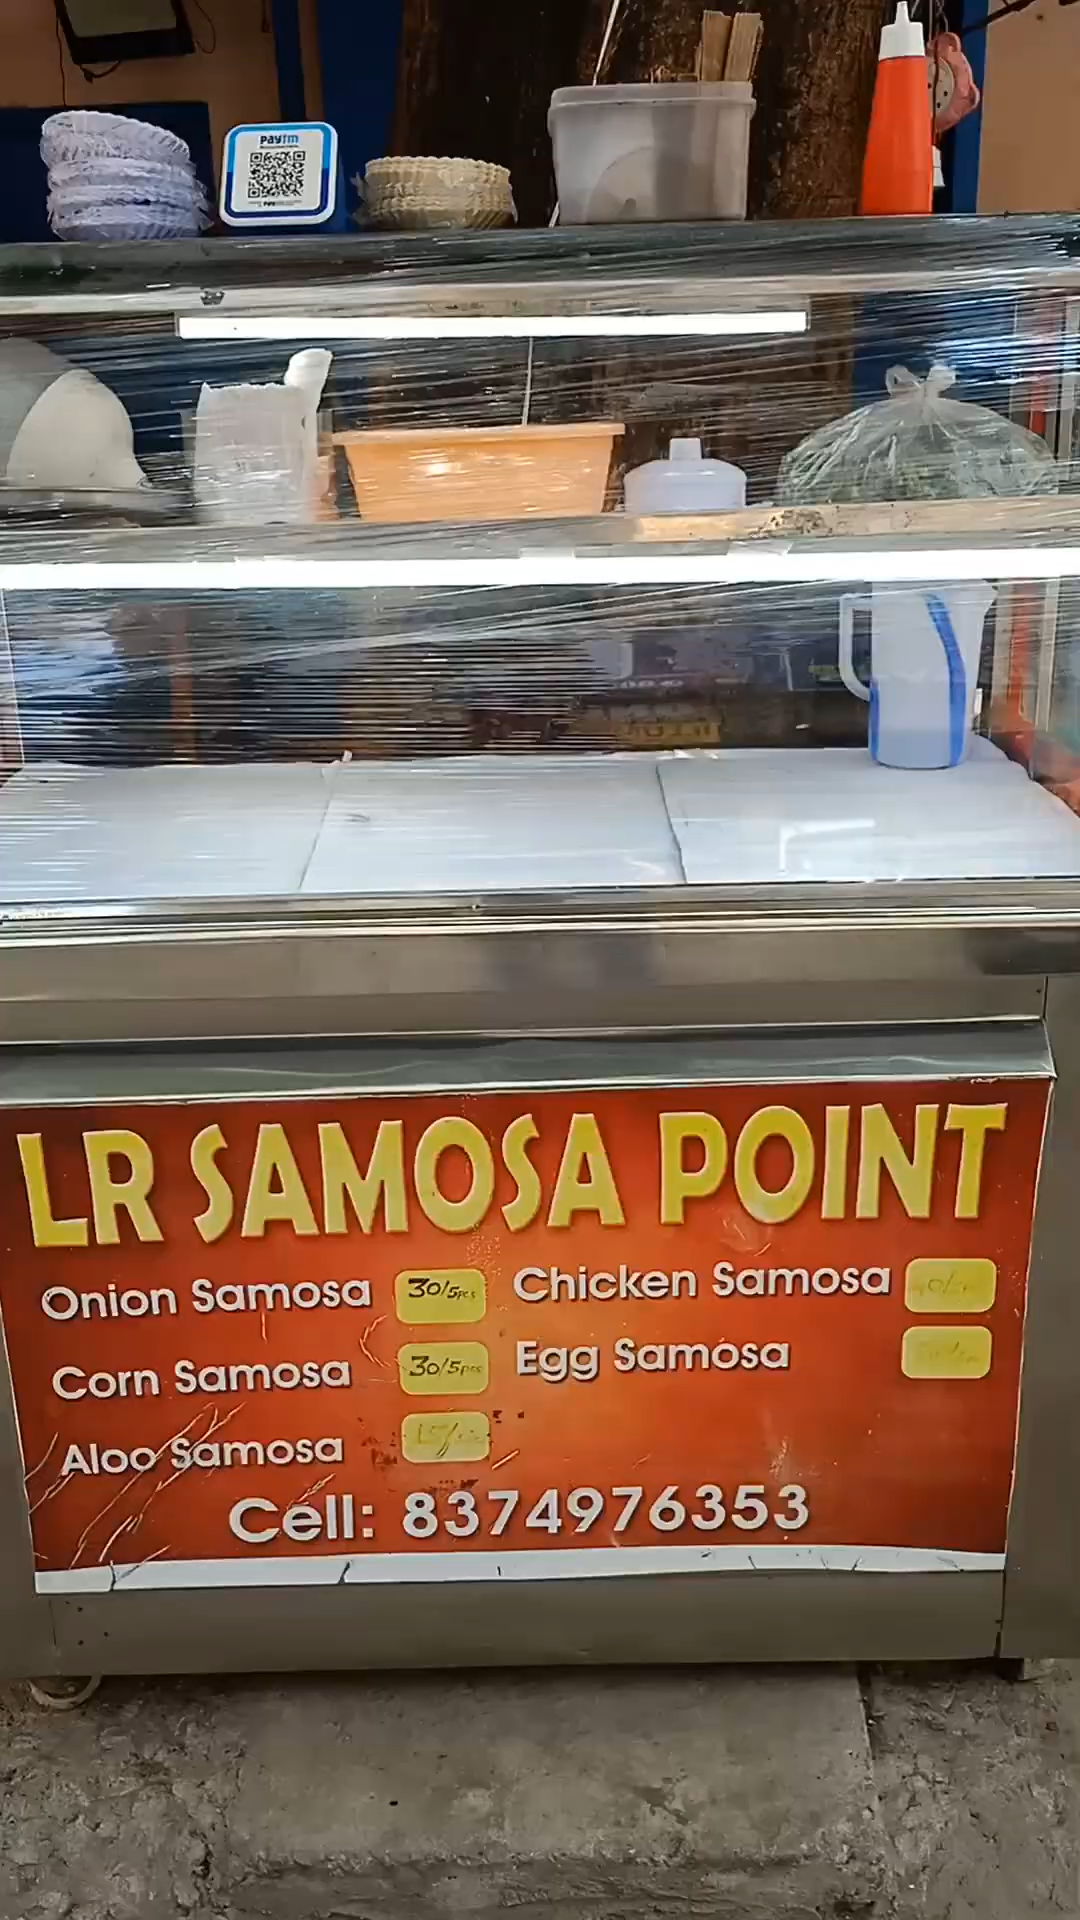 paytm
LR SAMOSA POINT
Onion Samosa 30/5pcs Chicken Samosa
Corn Samosa 30/5pcs Egg Samosa
Aloo Samosa
Cell: 8374976353